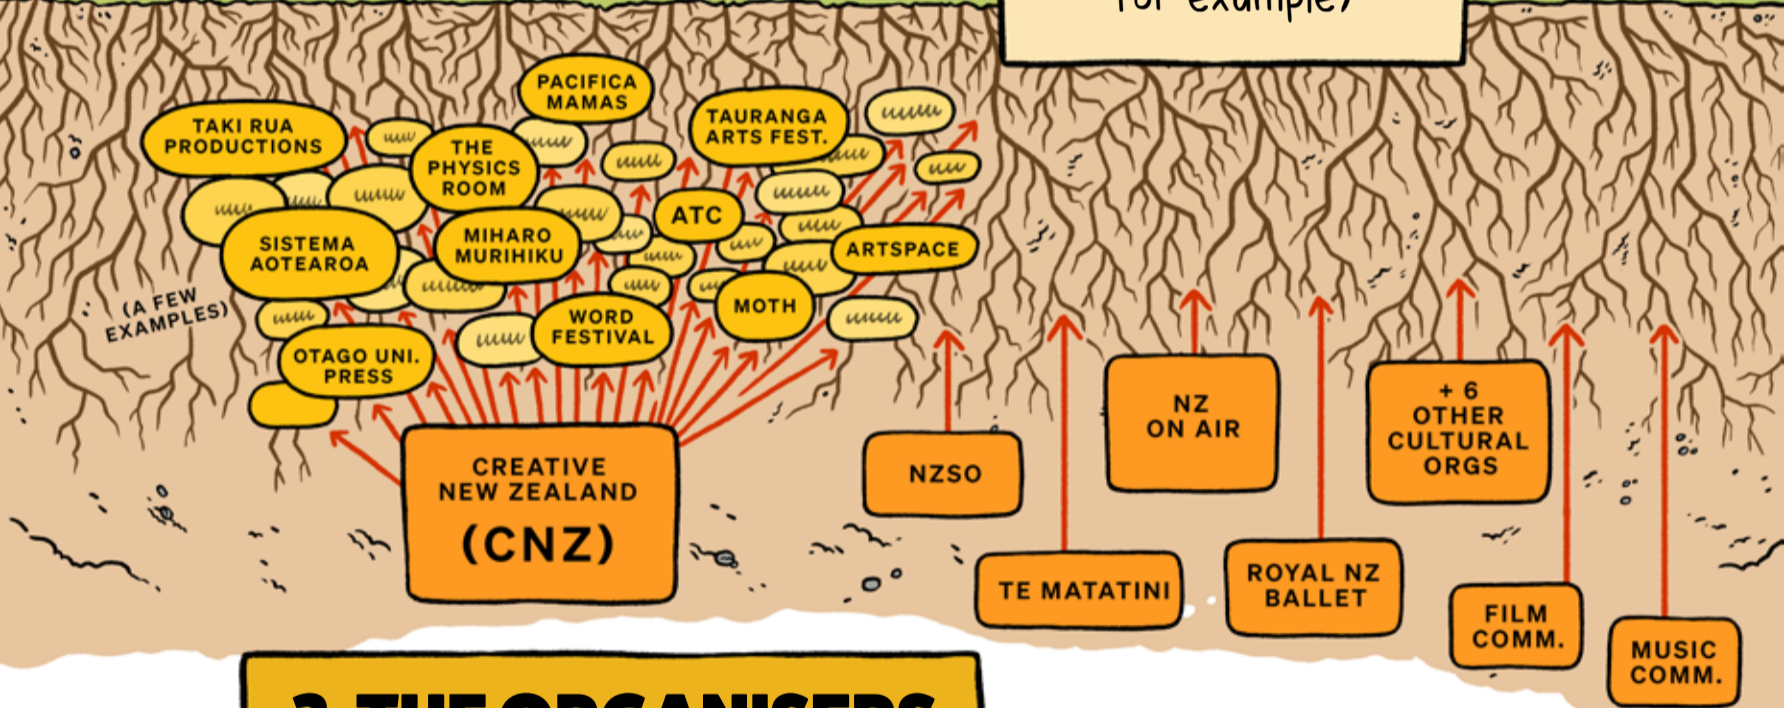 for example)
PACIFICA
MAMAS
TAKI RUA
PRODUCTIONS
THE
PHYSICS
ROOM
TAURANGA
ARTS FEST.
ATC
SISTEMA
AOTEAROA
MIHARO
MURIHIKU
ARTSPACE
(A FEW
EXAMPLES)
MOTH
WORD
FESTIVAL
OTAGO UNI.
PRESS
CREATIVE
NEW ZEALAND
(CNZ)
NZSO
TE MATATINI
NZ
ON AIR
ROYAL NZ
BALLET
+ 6
OTHER
CULTURAL
ORGS
FILM
COMM.
MUSIC
COMM.
THE ORGANISERS